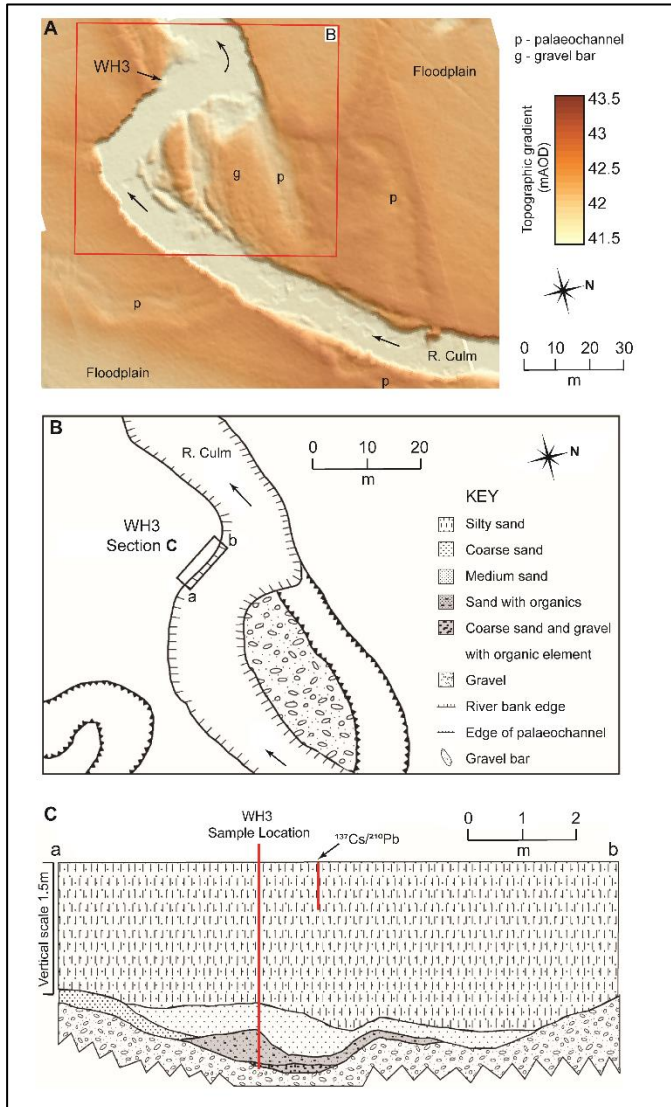 A
B
WH3
Floodplain
g
p
p
p
p
R. Culm
Floodplain
p - palaeochannel
g - gravel bar
Topographic gradient
(mAOD)
43.5
43
42
41.5
N
0 10 20 30
m
B
R. Culm
0 10 20
m
N
WH3
Section C
b
a
KEY
Silty sand
Coarse sand
Medium sand
Sand with organics
Coarse sand and gravel
with organic element
Gravel
River bank edge
Edge of palaeochannel
Gravel bar
C
WH3
Sample Location
¹³⁷Cs/²¹⁰Pb
0 1 2
m
a
b
Vertical scale 1.5m